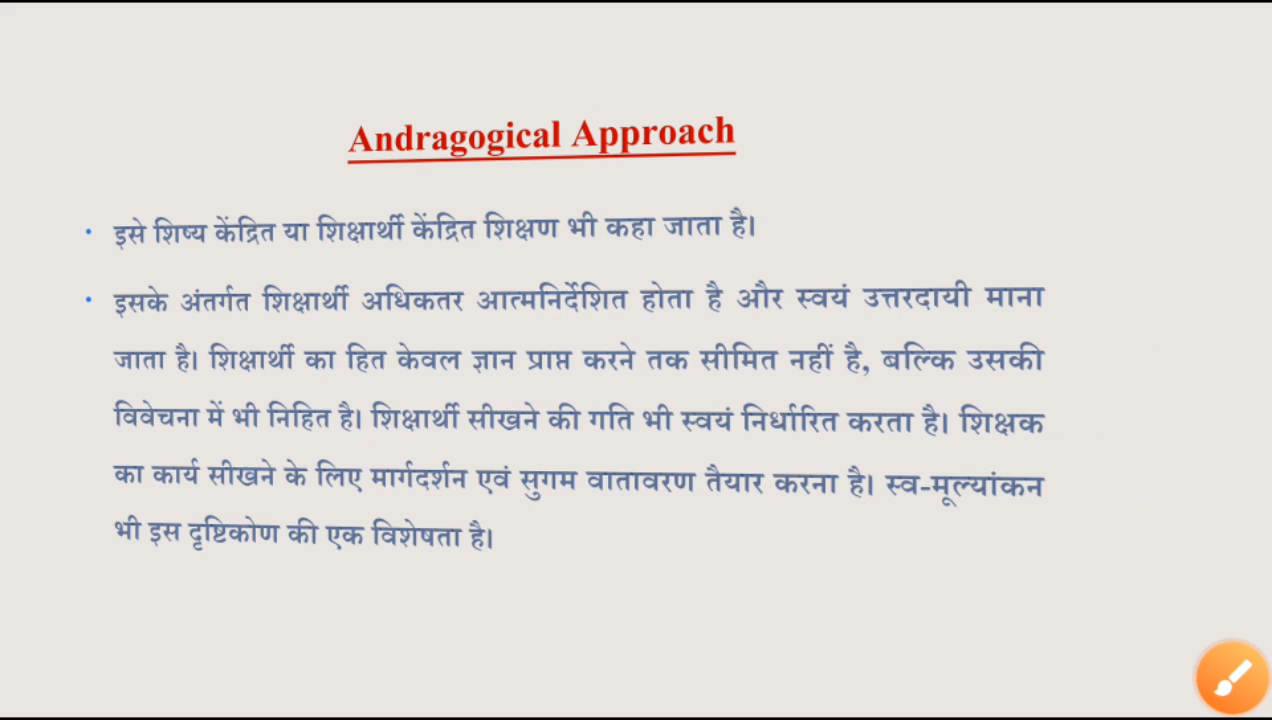 Andragogical Approach
• इसे शिष्य केंद्रित या शिक्षार्थी केंद्रित शिक्षण भी कहा जाता है।
• इसके अंतर्गत शिक्षार्थी अधिकतर आत्मनिर्देशित होता है और स्वयं उत्तरदायी माना
जाता है। शिक्षार्थी का हित केवल ज्ञान प्राप्त करने तक सीमित नहीं है, बल्कि उसकी
विवेचना में भी निहित है। शिक्षार्थी सीखने की गति भी स्वयं निर्धारित करता है। शिक्षक
का कार्य सीखने के लिए मार्गदर्शन एवं सुगम वातावरण तैयार करना है। स्व-मूल्यांकन
भी इस दृष्टिकोण की एक विशेषता है।